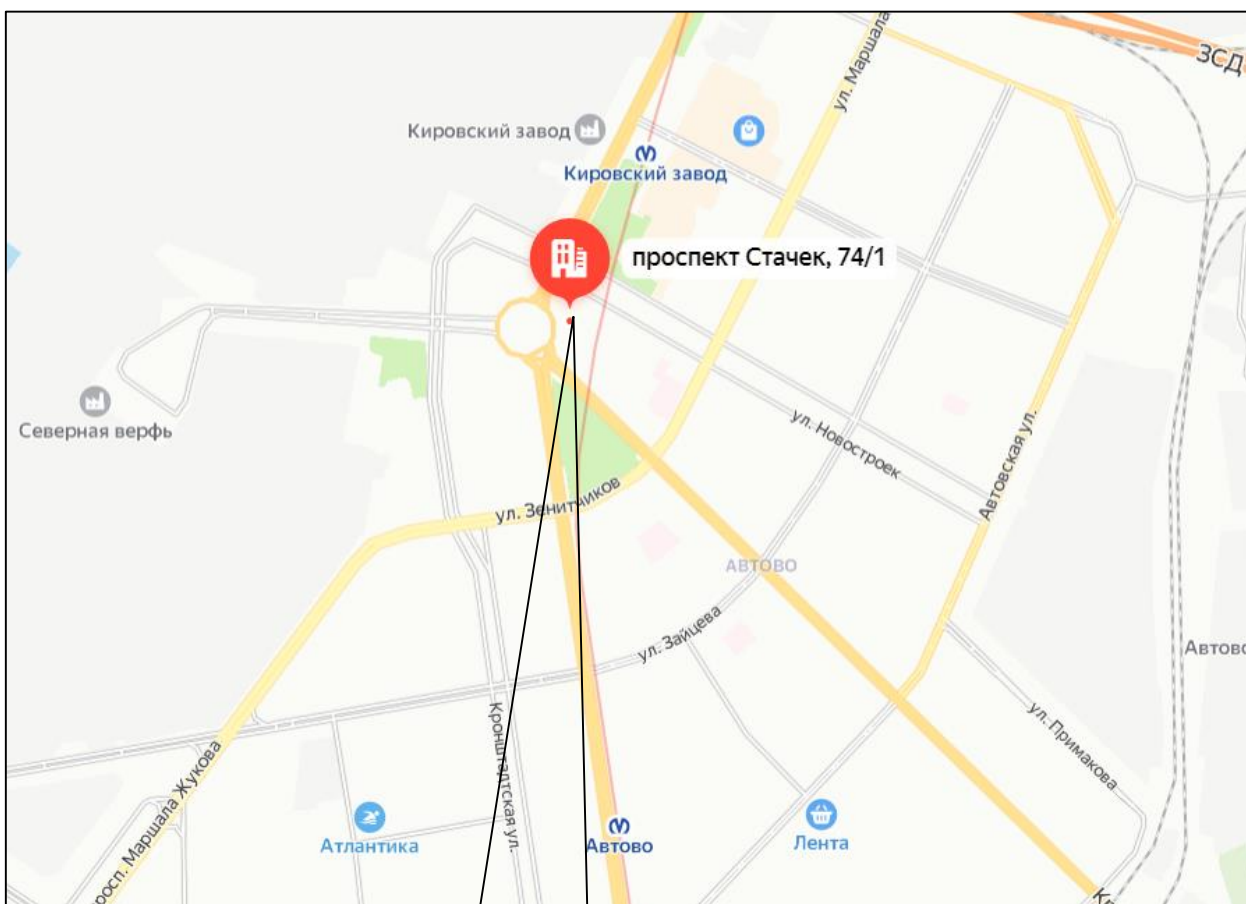 ЗСД
ул. Маршала
Кировский завод
Кировский завод
проспект Стачек, 74/1
Северная верфь
ул. Новостроек
Автовская ул.
ул. Зенитчиков
АВТОВО
ул. Зайцева
Автово
ул. Примакова
Кронштадтская ул.
просп. Маршала Жукова
Атлантика
Автово
Лента